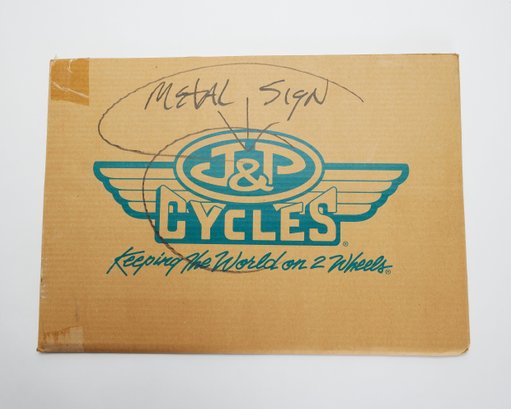 METAL SIGN
J&P
CYCLES®
Keeping the World on 2 Wheels®